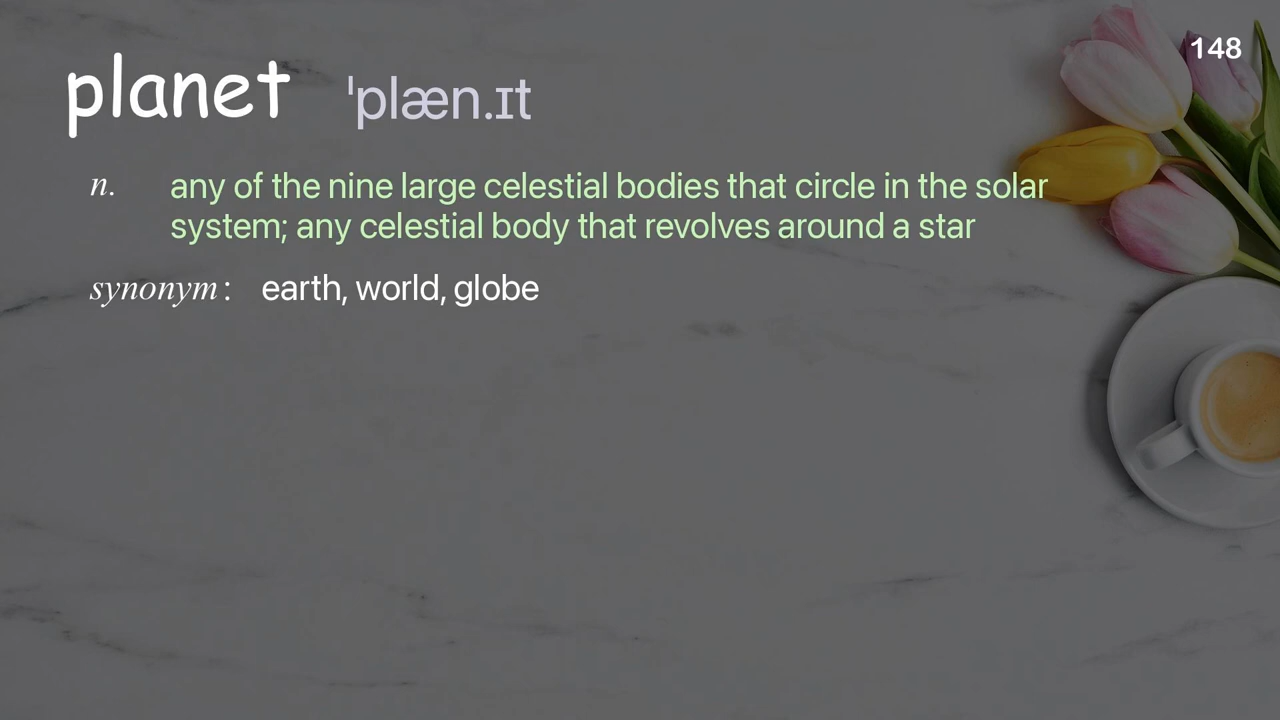 148
planet ˈplæn.ɪt
n. any of the nine large celestial bodies that circle in the solar
system; any celestial body that revolves around a star
synonym: earth, world, globe